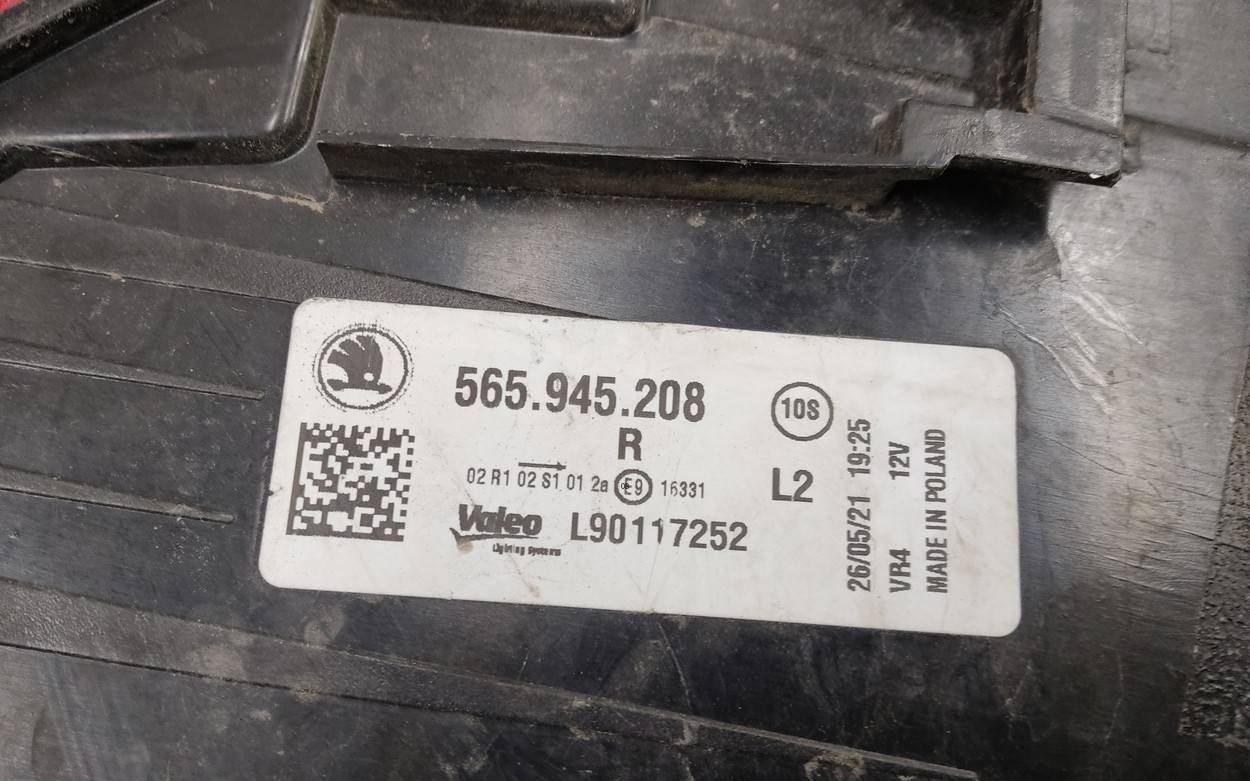 565.945.208
R
02 R1 02 S1 01 2a E9 16331
Valeo L90117252
Lighting Systems
10S
L2
26/05/21 19:25
VR4 12V
MADE IN POLAND